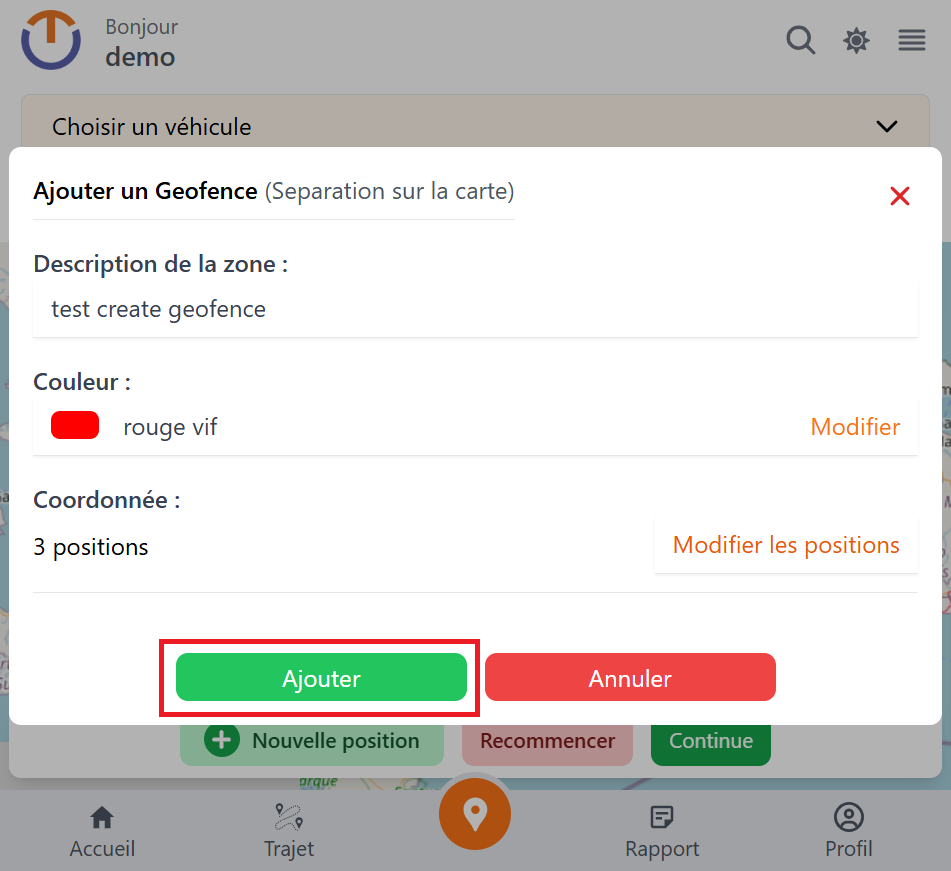 Bonjour
demo
Choisir un véhicule
Ajouter un Geofence (Separation sur la carte)
Description de la zone :
test create geofence
Couleur :
rouge vif
Modifier
Coordonnée :
3 positions
Modifier les positions
Ajouter
Annuler
Nouvelle position
Recommencer
Continue
arque
Accueil
Trajet
Rapport
Profil